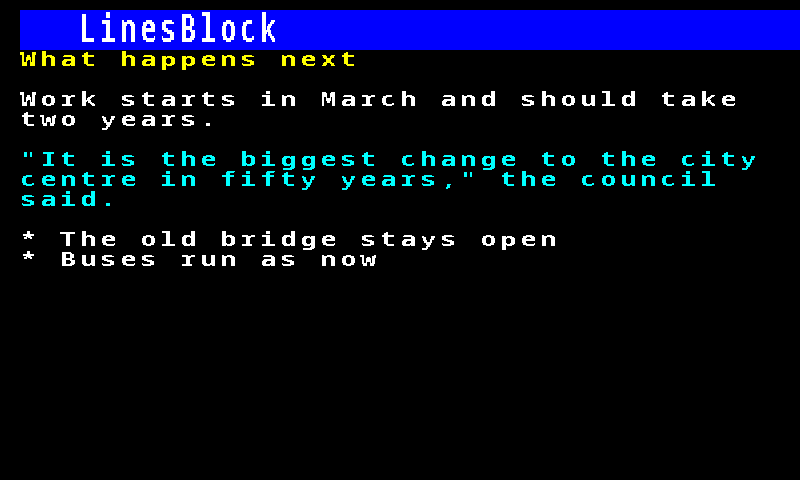 LinesBlock
What happens next
Work starts in March and should take
two years.
"It is the biggest change to the city
centre in fifty years," the council
said.
* The old bridge stays open
* Buses run as now